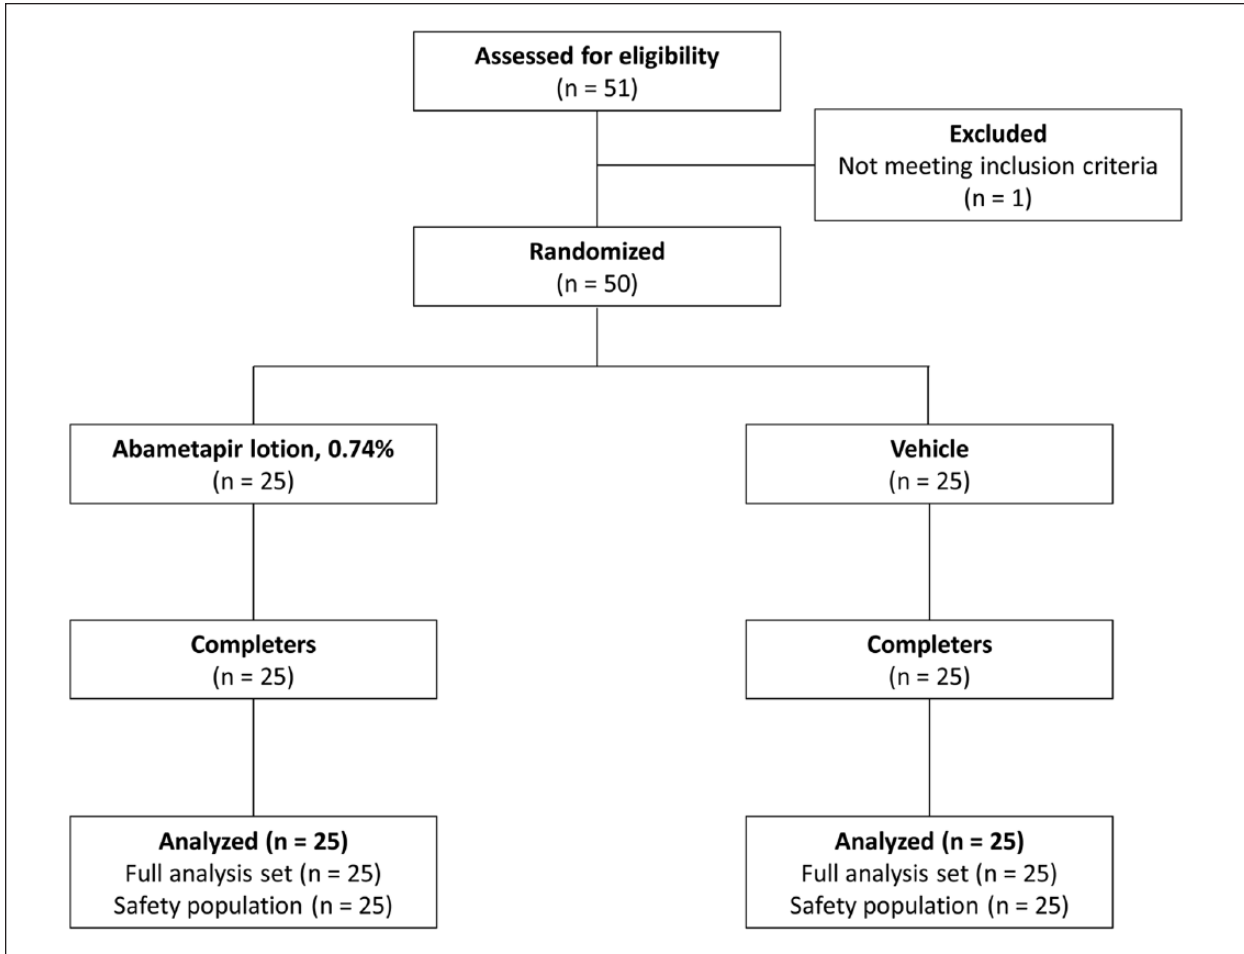 Assessed for eligibility
(n = 51)
Excluded
Not meeting inclusion criteria
(n = 1)
Randomized
(n = 50)
Abametapir lotion, 0.74%
(n = 25)
Vehicle
(n = 25)
Completers
(n = 25)
Completers
(n = 25)
Analyzed (n = 25)
Full analysis set (n = 25)
Safety population (n = 25)
Analyzed (n = 25)
Full analysis set (n = 25)
Safety population (n = 25)